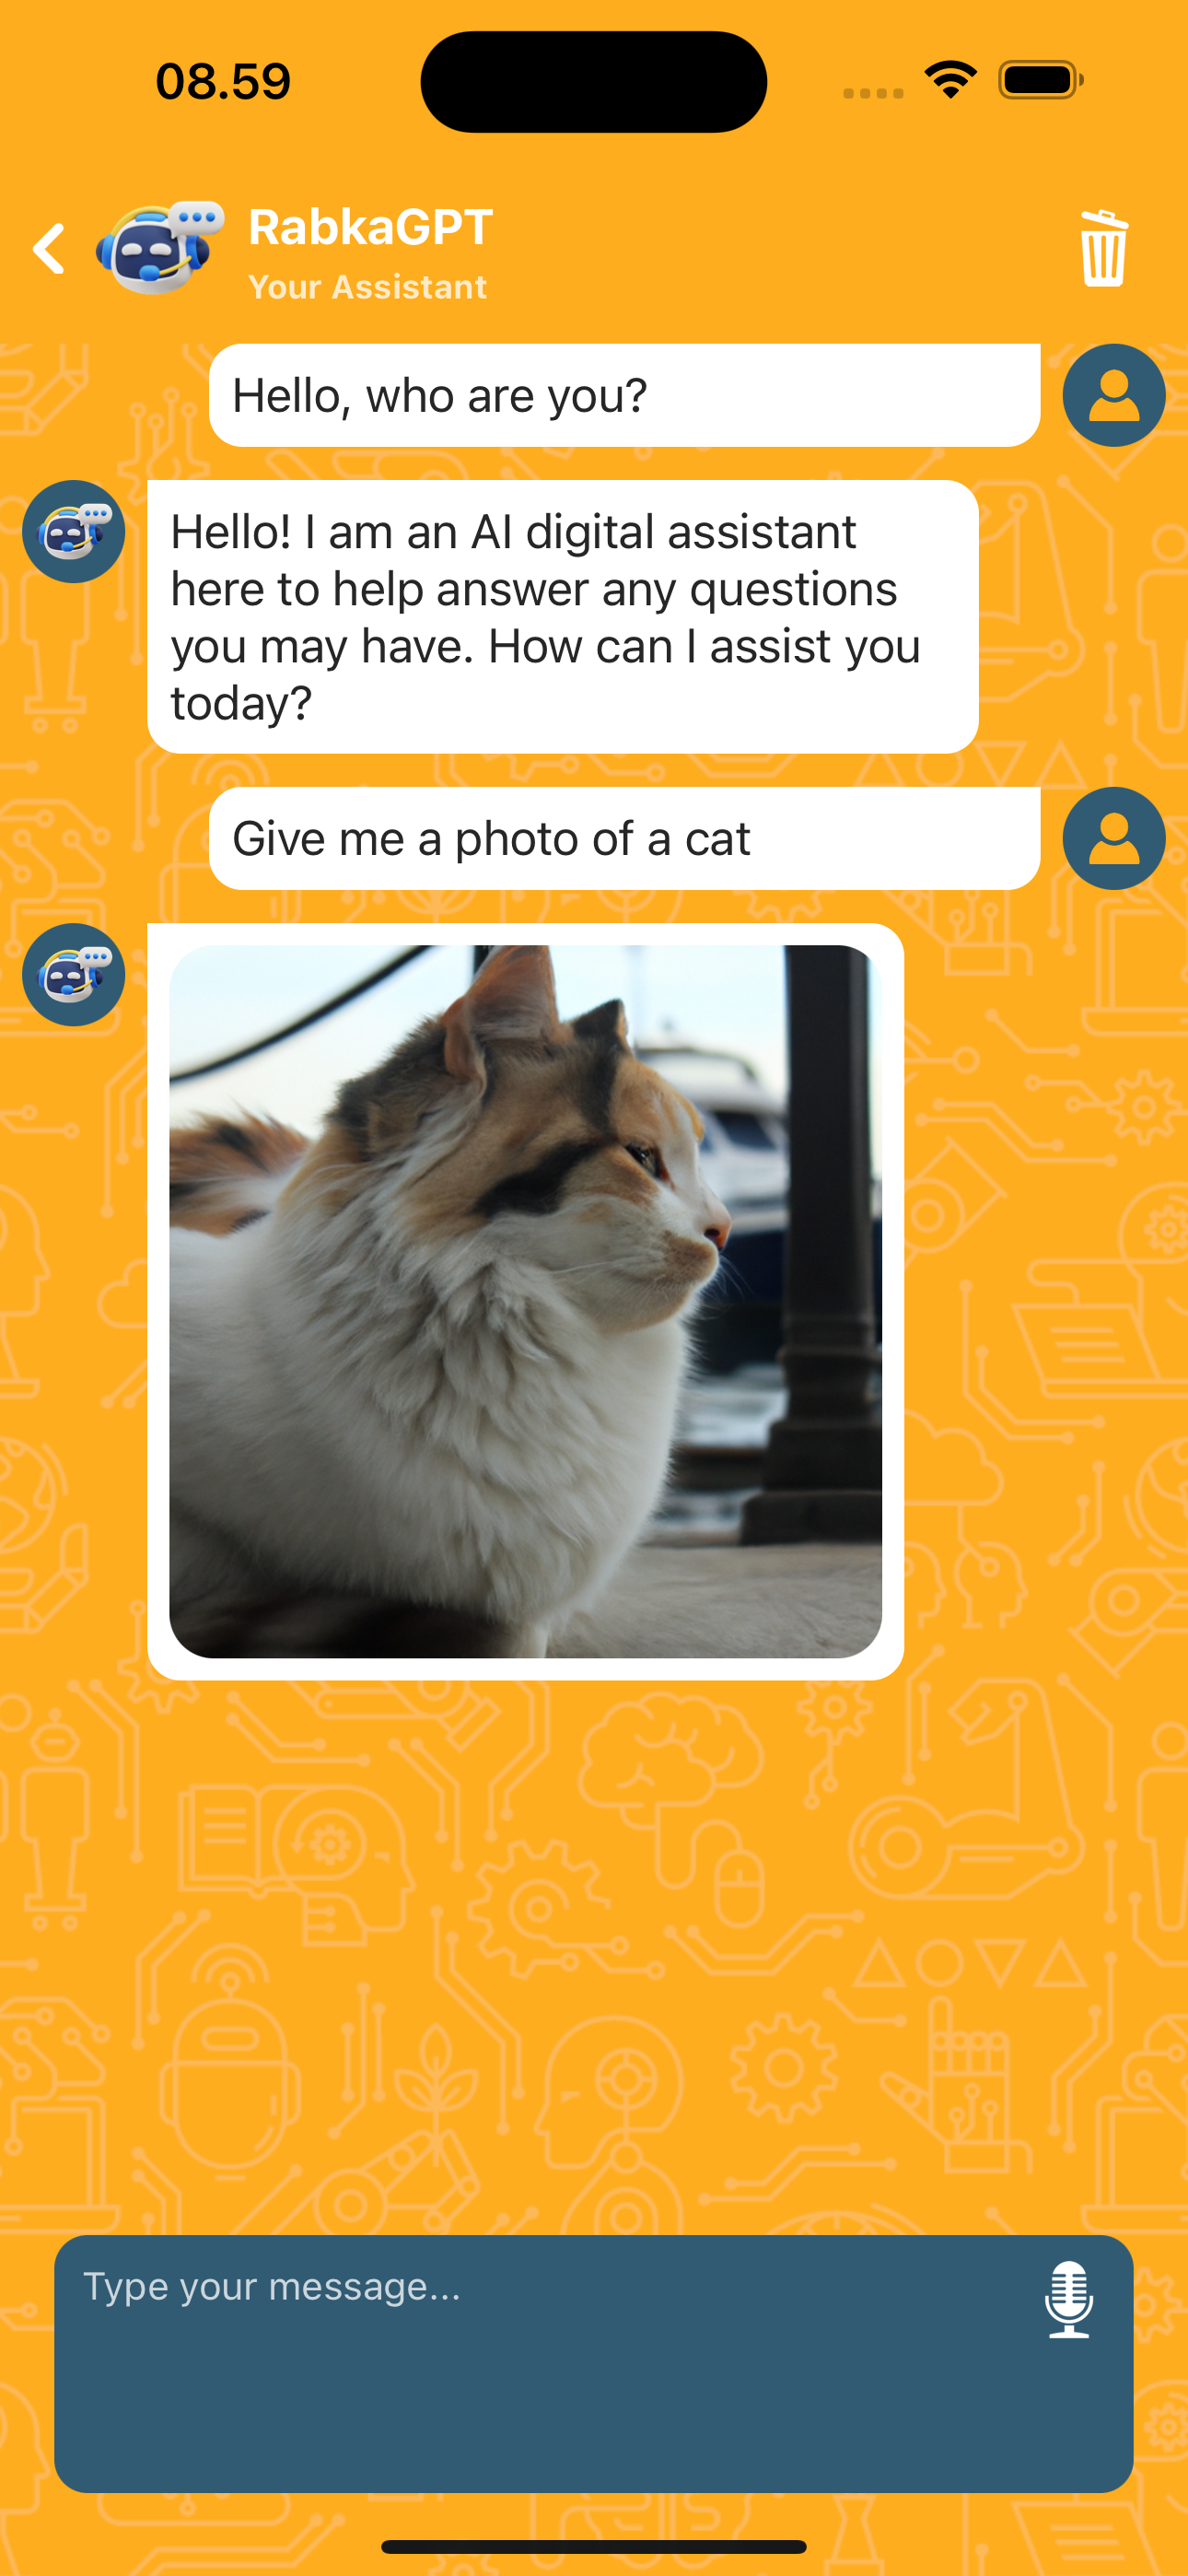 08.59
RabkaGPT
Your Assistant
Hello, who are you?
Hello! I am an AI digital assistant
here to help answer any questions
you may have. How can I assist you
today?
Give me a photo of a cat
Type your message...